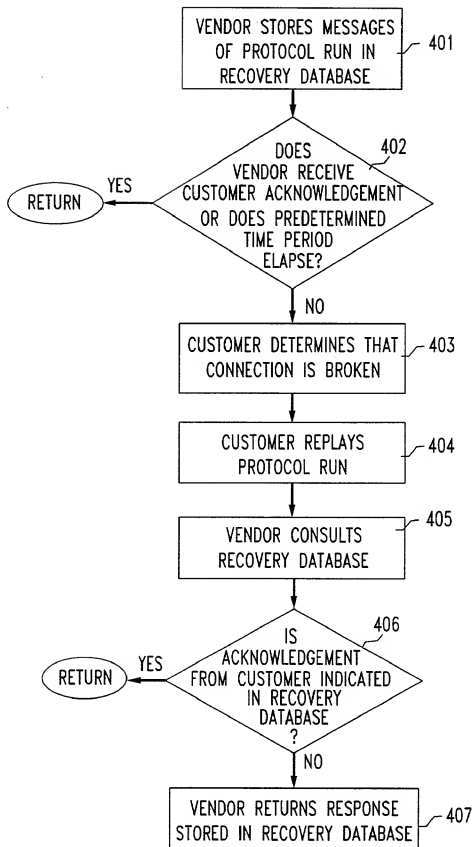 VENDOR STORES MESSAGES
OF PROTOCOL RUN IN
RECOVERY DATABASE
401
DOES
VENDOR RECEIVE
CUSTOMER ACKNOWLEDGEMENT
OR DOES PREDETERMINED
TIME PERIOD
ELAPSE?
402
YES
RETURN
NO
CUSTOMER DETERMINES THAT
CONNECTION IS BROKEN
403
CUSTOMER REPLAYS
PROTOCOL RUN
404
VENDOR CONSULTS
RECOVERY DATABASE
405
IS
ACKNOWLEDGEMENT
FROM CUSTOMER INDICATED
IN RECOVERY
DATABASE
?
406
YES
RETURN
NO
VENDOR RETURNS RESPONSE
STORED IN RECOVERY DATABASE
407